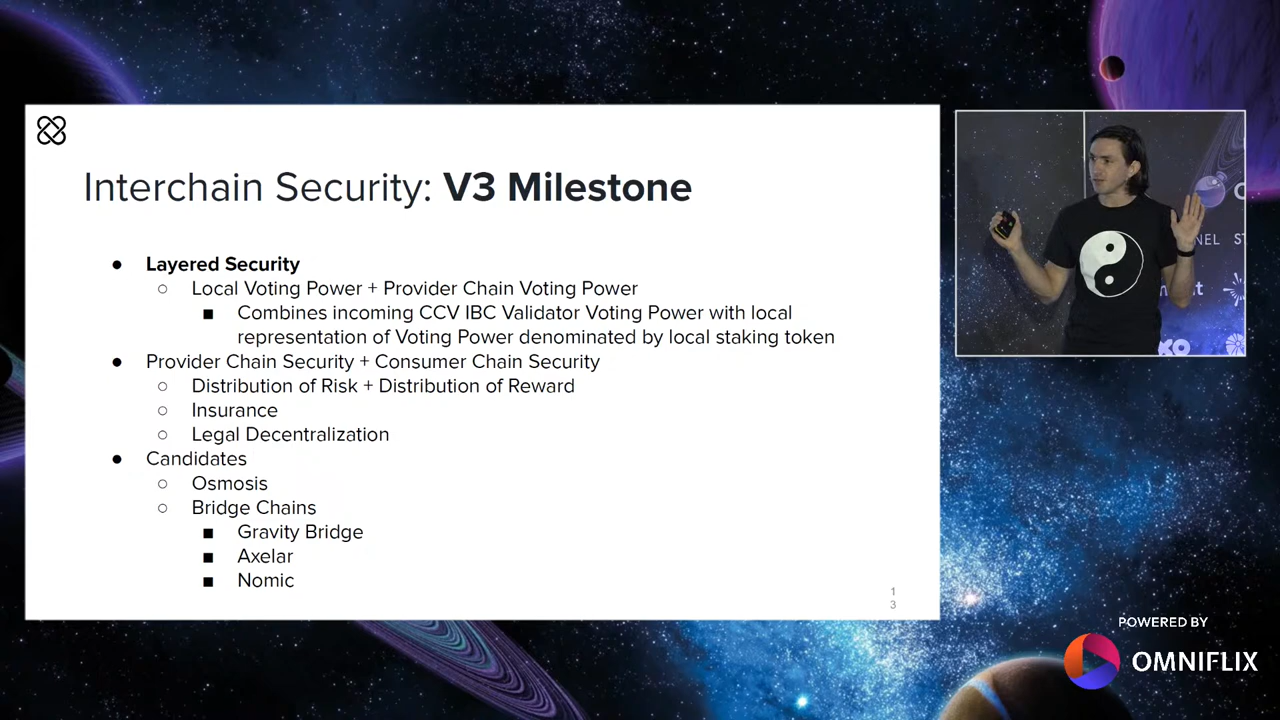 Interchain Security: V3 Milestone
● Layered Security
○ Local Voting Power + Provider Chain Voting Power
■ Combines incoming CCV IBC Validator Voting Power with local
representation of Voting Power denominated by local staking token
● Provider Chain Security + Consumer Chain Security
○ Distribution of Risk + Distribution of Reward
○ Insurance
○ Legal Decentralization
● Candidates
○ Osmosis
○ Bridge Chains
■ Gravity Bridge
■ Axelar
■ Nomic
1
3
NEL
POWERED BY
OMNIFLIX